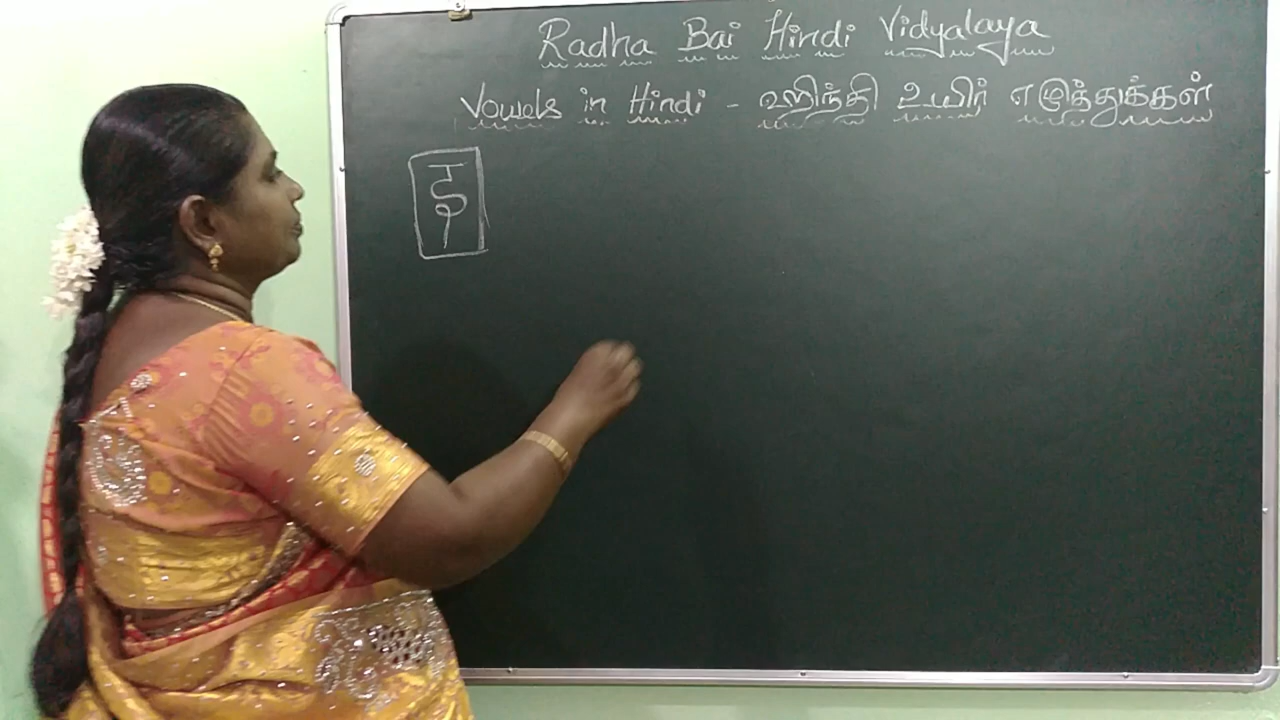 Radha Bai Hindi Vidyalaya
Vowels in Hindi - ஹிந்தி உயிர் எழுத்துக்கள்
इ